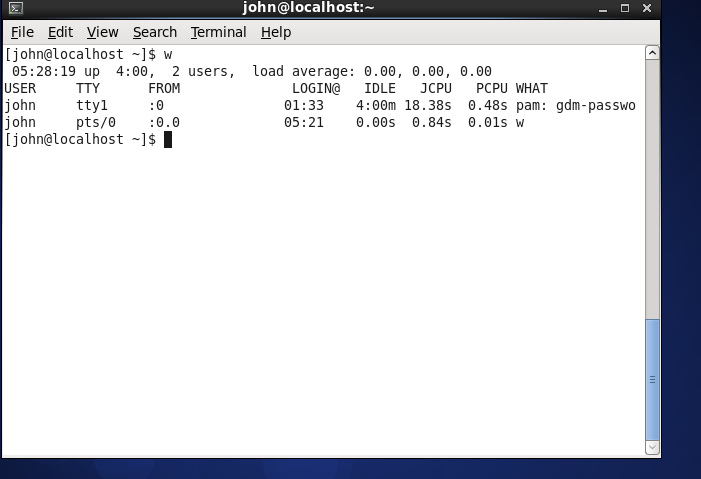 john@localhost:~
File Edit View Search Terminal Help
[john@localhost ~]$ w
 05:28:19 up  4:00,  2 users,  load average: 0.00, 0.00, 0.00
USER     TTY      FROM              LOGIN@   IDLE   JCPU   PCPU WHAT
john     tty1     :0               01:33    4:00m 18.38s  0.48s pam: gdm-passwo
john     pts/0    :0.0             05:21    0.00s  0.84s  0.01s w
[john@localhost ~]$